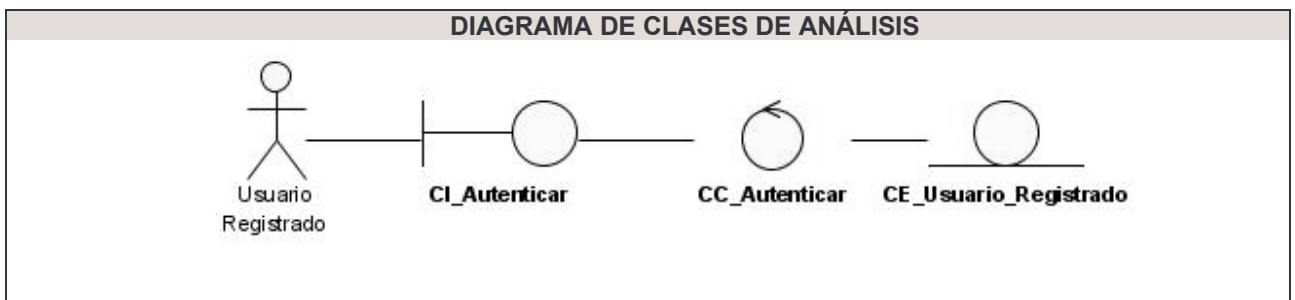 DIAGRAMA DE CLASES DE ANÁLISIS
Usuario
Registrado
CI_Autenticar
CC_Autenticar
CE_Usuario_Registrado